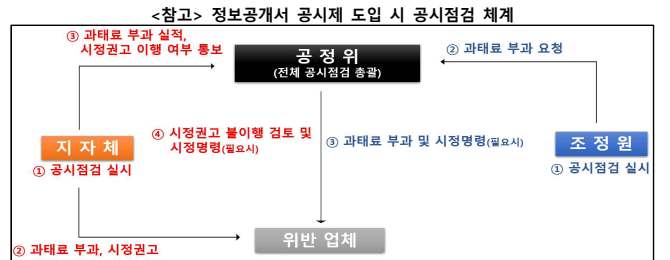 <참고> 정보공개서 공시제 도입 시 공시점검 체계
③ 과태료 부과 실적,
시정권고 이행 여부 통보
공 정 위
(전체 공시점검 총괄)
② 과태료 부과 요청
지 자 체
① 공시점검 실시
④ 시정권고 불이행 검토 및
시정명령(필요시)
③ 과태료 부과 및 시정명령(필요시)
조 정 원
① 공시점검 실시
② 과태료 부과, 시정권고
위반 업체